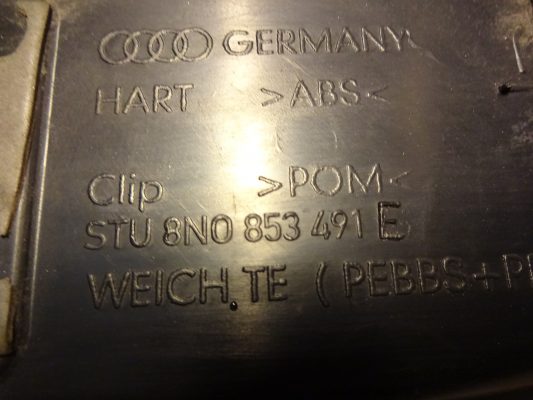 GERMANY
HART >ABS<
Clip >POM<
STU 8N0 853 491 E
WEICH.TE (PEBBS+